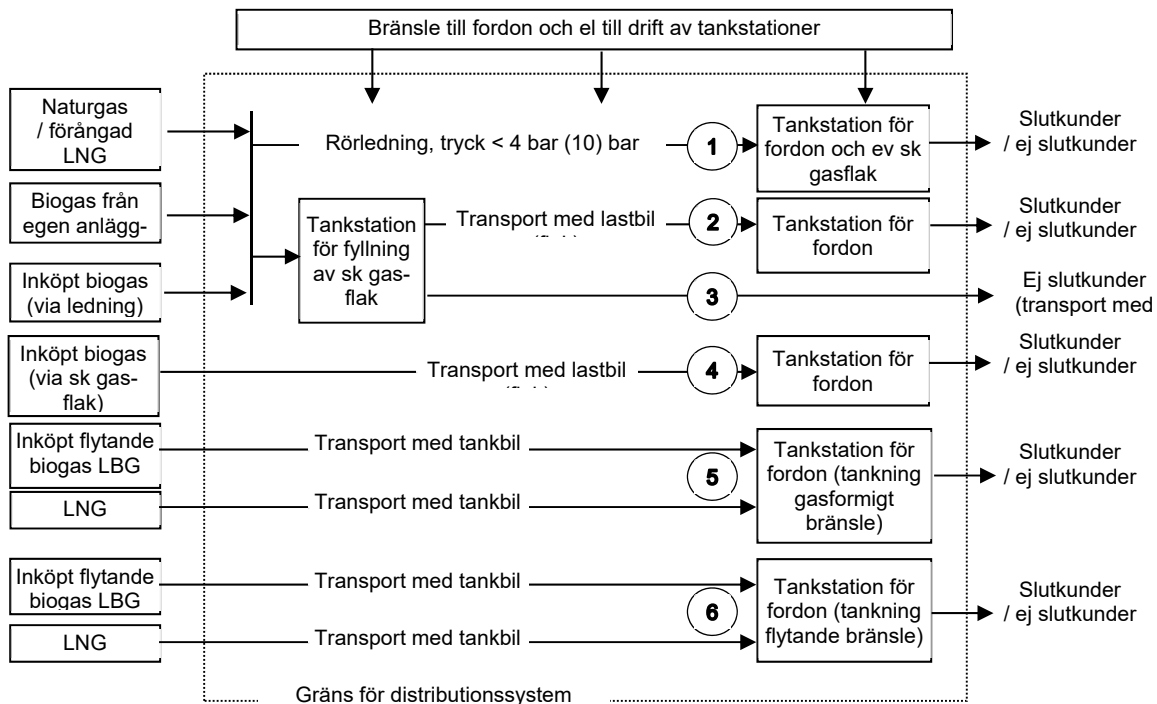 Bränsle till fordon och el till drift av tankstationer
Naturgas
/ förångad
LNG
Rörledning, tryck < 4 bar (10) bar
1
Tankstation för
fordon och ev sk
gasflak
Slutkunder
/ ej slutkunder
Biogas från
egen anlägg-
Tankstation
för fyllning
av sk gas-
flak
Transport med lastbil
2
Tankstation för
fordon
Slutkunder
/ ej slutkunder
Inköpt biogas
(via ledning)
3
Ej slutkunder
(transport med
Inköpt biogas
(via sk gas-
flak)
Transport med lastbil
4
Tankstation för
fordon
Slutkunder
/ ej slutkunder
Inköpt flytande
biogas LBG
Transport med tankbil
LNG
Transport med tankbil
5
Tankstation för
fordon (tankning
gasformigt
bränsle)
Slutkunder
/ ej slutkunder
Inköpt flytande
biogas LBG
Transport med tankbil
LNG
Transport med tankbil
6
Tankstation för
fordon (tankning
flytande bränsle)
Slutkunder
/ ej slutkunder
Gräns för distributionssystem